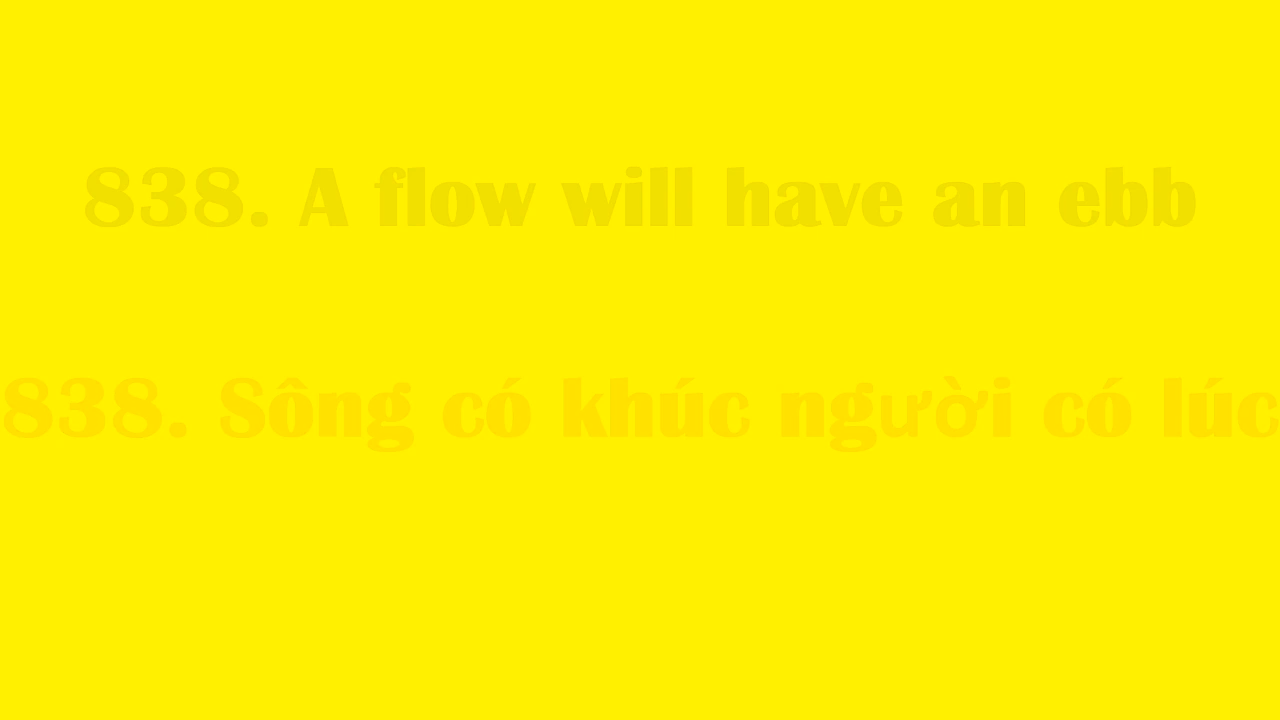 838. A flow will have an ebb
838. Sông có khúc người có lúc